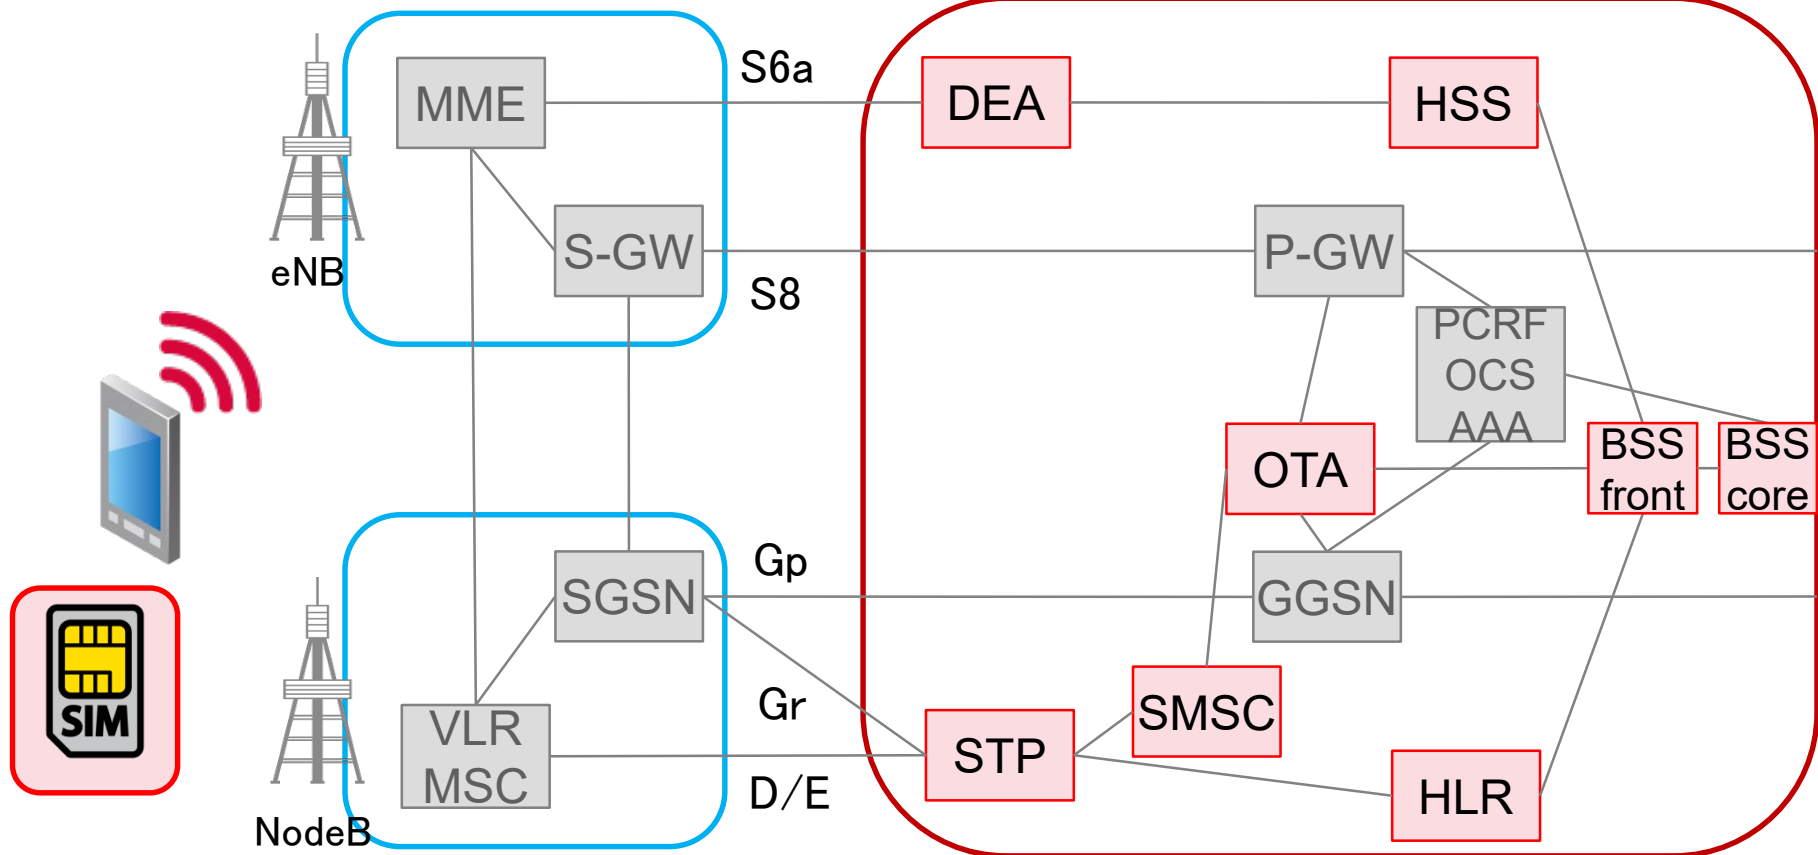 S6a
MME
DEA
HSS
S-GW
P-GW
eNB
S8
PCRF
OCS
AAA
OTA
BSS
front
BSS
core
Gp
SGSN
GGSN
SIM
Gr
VLR
MSC
SMSC
STP
D/E
HLR
NodeB